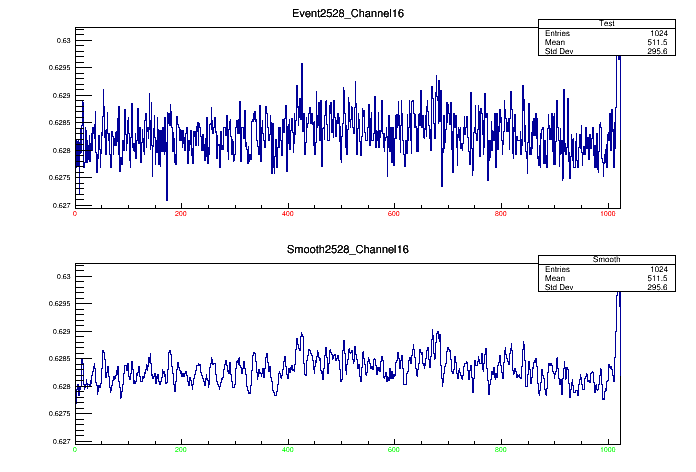 Event2528_Channel16
Test
Entries 1024
Mean 511.5
Std Dev 295.6
0.63
0.6295
0.629
0.6285
0.628
0.6275
0.627
0 200 400 600 800 1000
Smooth2528_Channel16
Smooth
Entries 1024
Mean 511.5
Std Dev 295.6
0.63
0.6295
0.629
0.6285
0.628
0.6275
0.627
0 200 400 600 800 1000